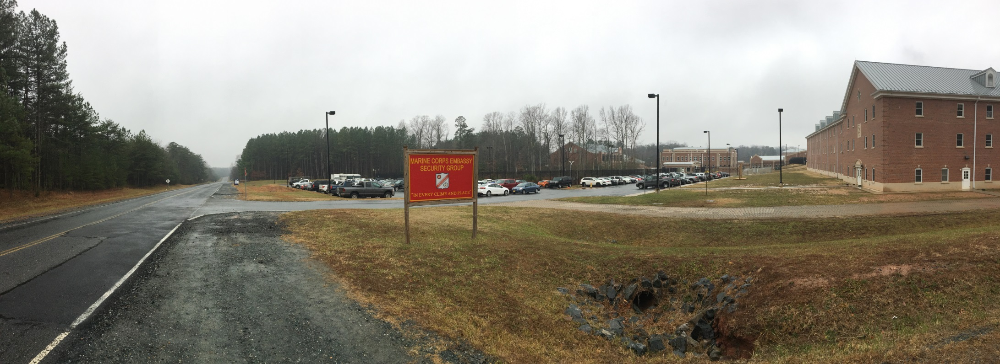 MARINE CORPS EMBASSY
SECURITY GROUP
"IN EVERY CLIME AND PLACE"